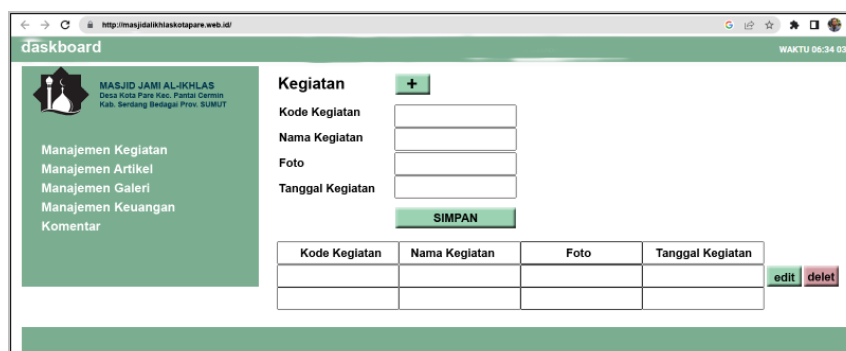 http://masjidalikhlaskotapare.web.id/
daskboard
WAKTU 06:34 03
MASJID JAMI AL-IKHLAS
Desa Kota Pare Kec. Pantai Cermin
Kab. Serdang Bedagai Prov. SUMUT
Manajemen Kegiatan
Manajemen Artikel
Manajemen Galeri
Manajemen Keuangan
Komentar
Kegiatan +
Kode Kegiatan
Nama Kegiatan
Foto
Tanggal Kegiatan
SIMPAN
Kode Kegiatan Nama Kegiatan Foto Tanggal Kegiatan
edit delet